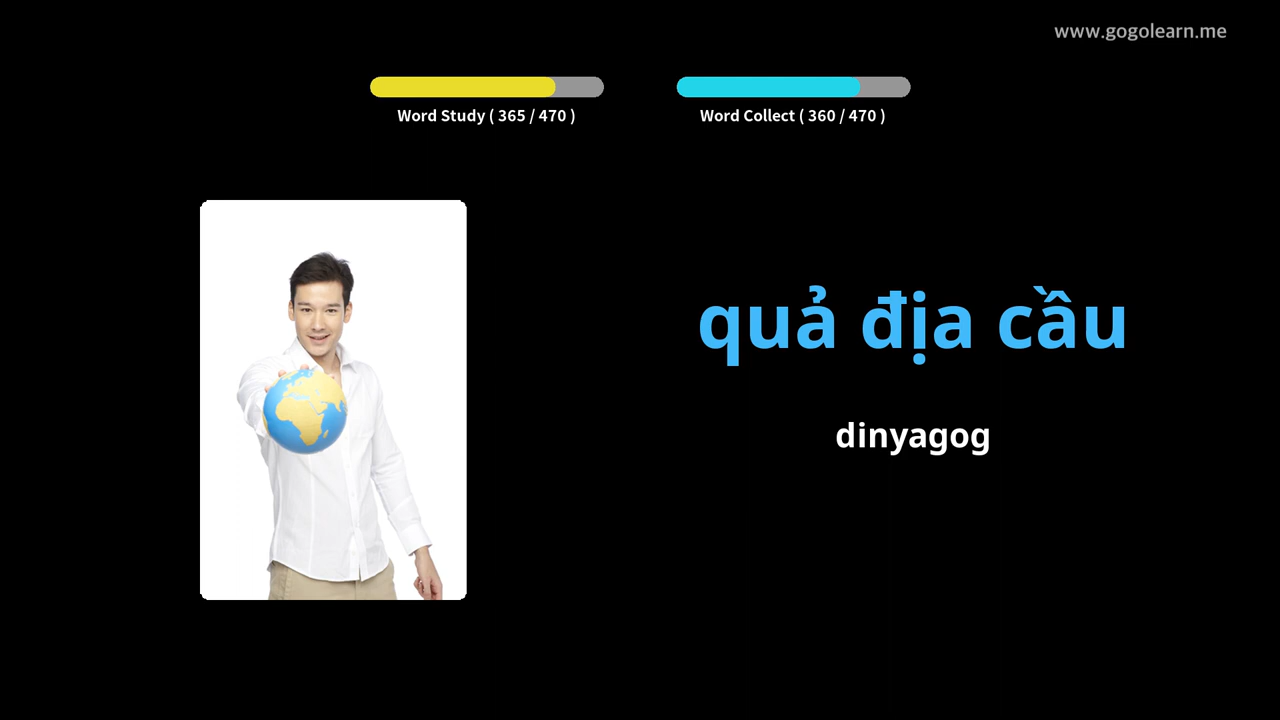 www.gogolearn.me
Word Study ( 365 / 470 )
Word Collect ( 360 / 470 )
quả địa cầu
dinyagog